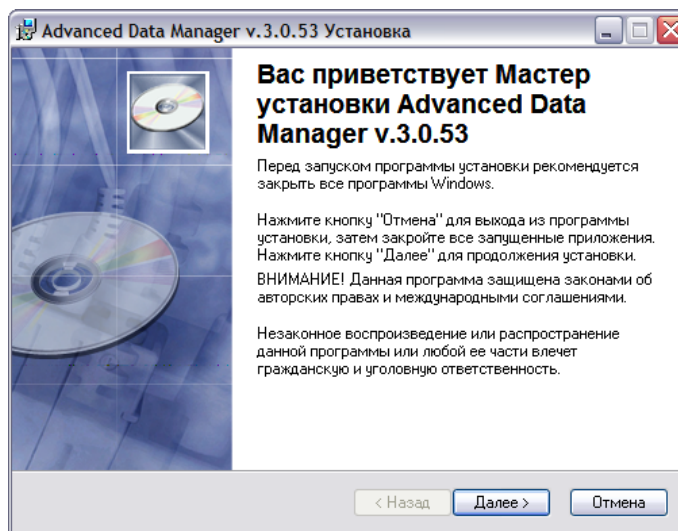 Advanced Data Manager v.3.0.53 Установка
Вас приветствует Мастер
установки Advanced Data
Manager v.3.0.53
Перед запуском программы установки рекомендуется
закрыть все программы Windows.
Нажмите кнопку "Отмена" для выхода из программы
установки, затем закройте все запущенные приложения.
Нажмите кнопку "Далее" для продолжения установки.
ВНИМАНИЕ! Данная программа защищена законами об
авторских правах и международными соглашениями.
Незаконное воспроизведение или распространение
данной программы или любой ее части влечет
гражданскую и уголовную ответственность.
< Назад Далее > Отмена